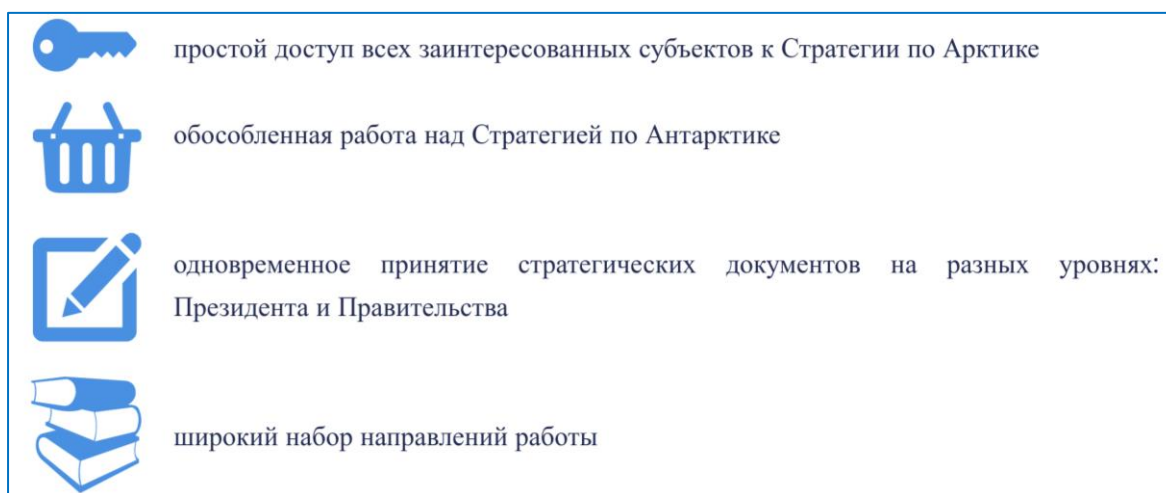 простой доступ всех заинтересованных субъектов к Стратегии по Арктике
обособленная работа над Стратегией по Антарктике
одновременное принятие стратегических документов на разных уровнях:
Президента и Правительства
широкий набор направлений работы